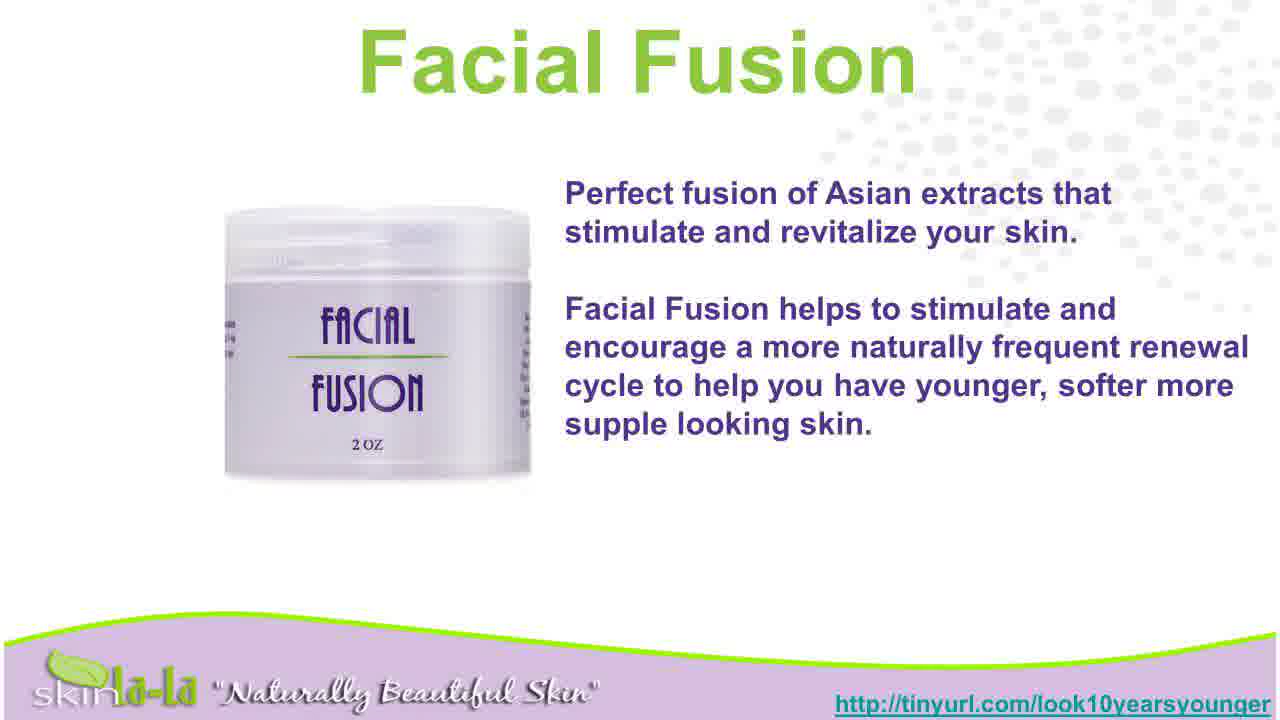 Facial Fusion
Perfect fusion of Asian extracts that
stimulate and revitalize your skin.
Facial Fusion helps to stimulate and
encourage a more naturally frequent renewal
cycle to help you have younger, softer more
supple looking skin.
FACIAL
FUSION
2 OZ
skin la-la "Naturally Beautiful Skin"
http://tinyurl.com/look10yearsyounger